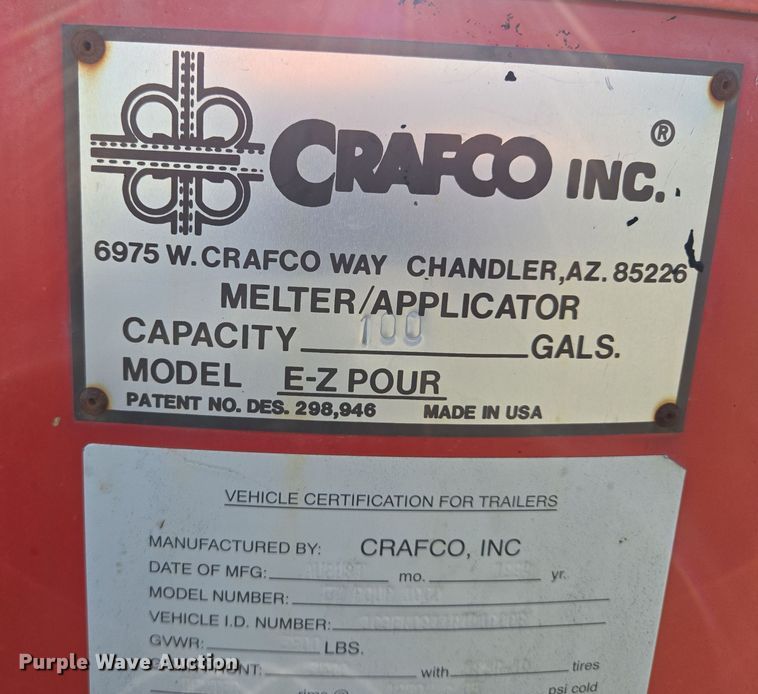 CRAFCO INC.®
6975 W. CRAFCO WAY CHANDLER, AZ. 85226
MELTER/APPLICATOR
CAPACITY 100 GALS.
MODEL E-Z POUR
PATENT NO. DES. 298,946 MADE IN USA
VEHICLE CERTIFICATION FOR TRAILERS
MANUFACTURED BY: CRAFCO, INC
DATE OF MFG: mo. yr.
MODEL NUMBER:
VEHICLE I.D. NUMBER:
GVWR: LBS.
FRONT: with tires
psi cold
Purple Wave Auction